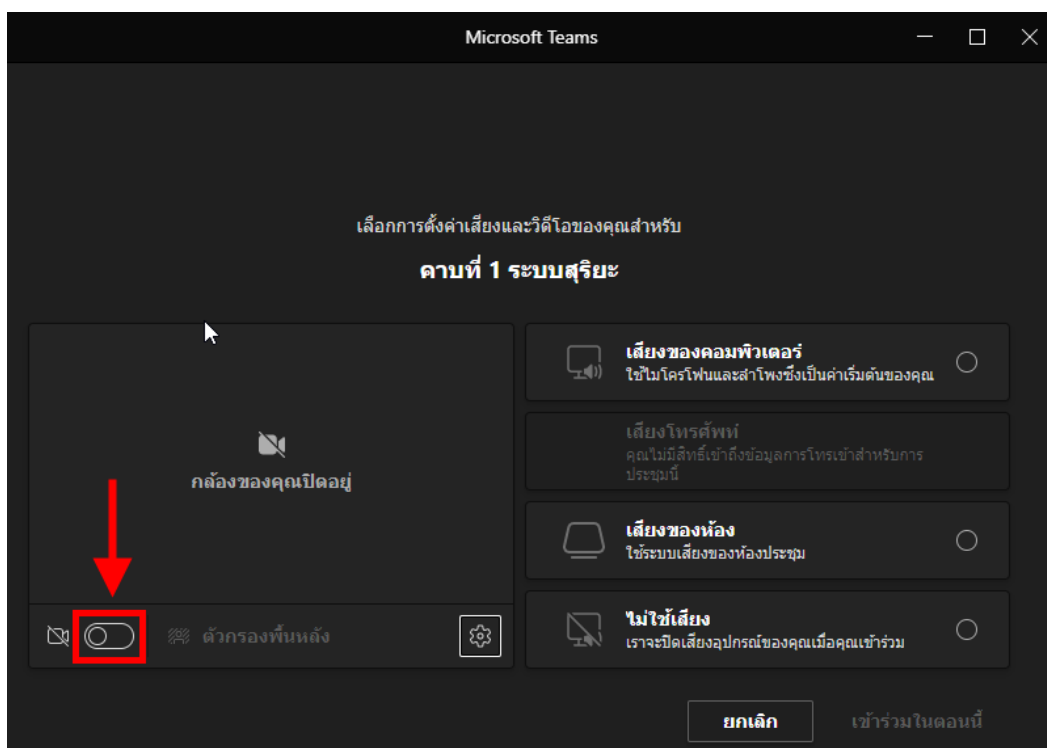 Microsoft Teams
เลือกการตั้งค่าเสียงและวิดีโอของคุณสำหรับ
คาบที่ 1 ระบบสุริยะ
กล้องของคุณปิดอยู่
ตัวกรองพื้นหลัง
เสียงของคอมพิวเตอร์
ใช้ไมโครโฟนและลำโพงซึ่งเป็นค่าเริ่มต้นของคุณ
เสียงโทรศัพท์
คุณไม่มีสิทธิ์เข้าถึงข้อมูลการโทรเข้าสำหรับการ
ประชุมนี้
เสียงของห้อง
ใช้ระบบเสียงของห้องประชุม
ไม่ใช้เสียง
เราจะปิดเสียงอุปกรณ์ของคุณเมื่อคุณเข้าร่วม
ยกเลิก
เข้าร่วมในตอนนี้